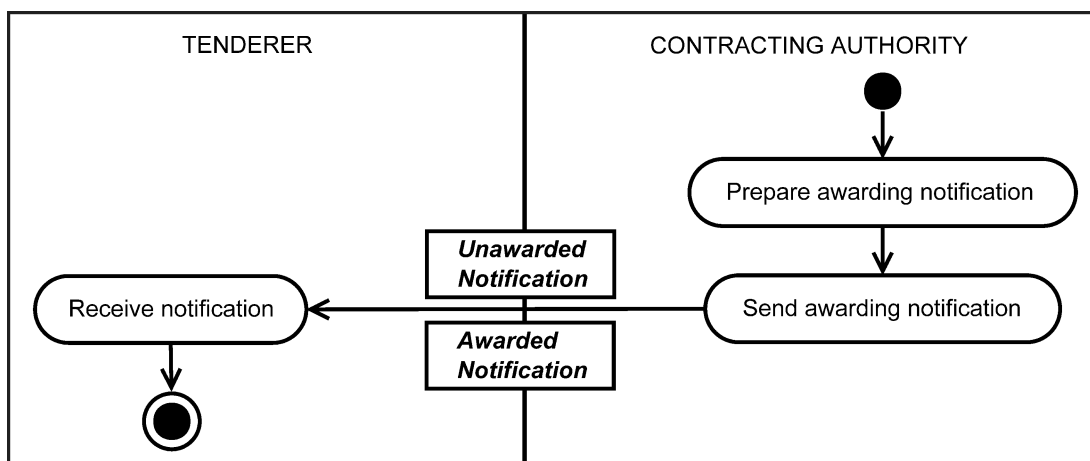 TENDERER
CONTRACTING AUTHORITY
Prepare awarding notification
Unawarded
Notification
Receive notification
Send awarding notification
Awarded
Notification